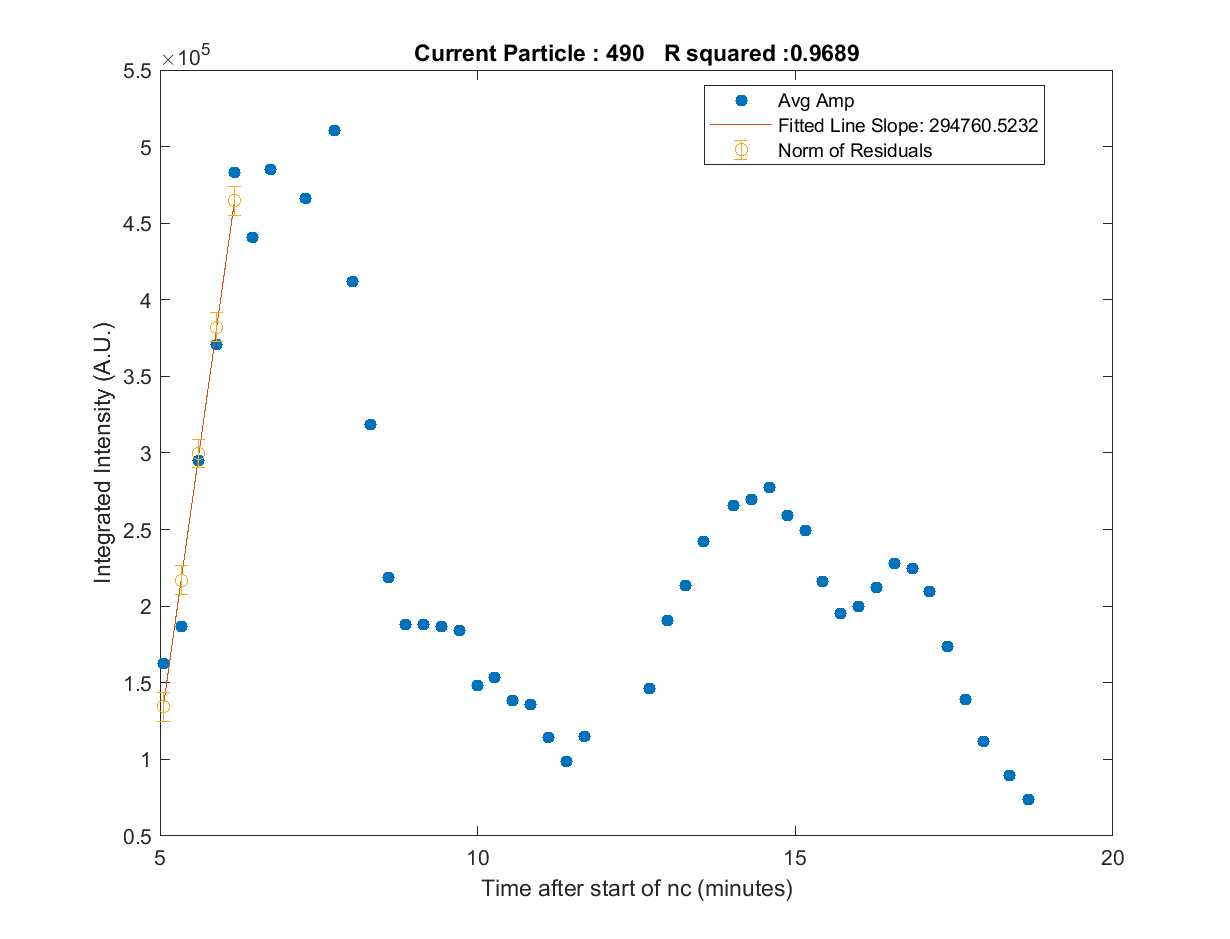 Current Particle : 490   R squared :0.9689
×10^5
5.5
5
4.5
4
3.5
3
2.5
2
1.5
1
0.5
Integrated Intensity (A.U.)
Avg Amp
Fitted Line Slope: 294760.5232
Norm of Residuals
5 10 15 20
Time after start of nc (minutes)